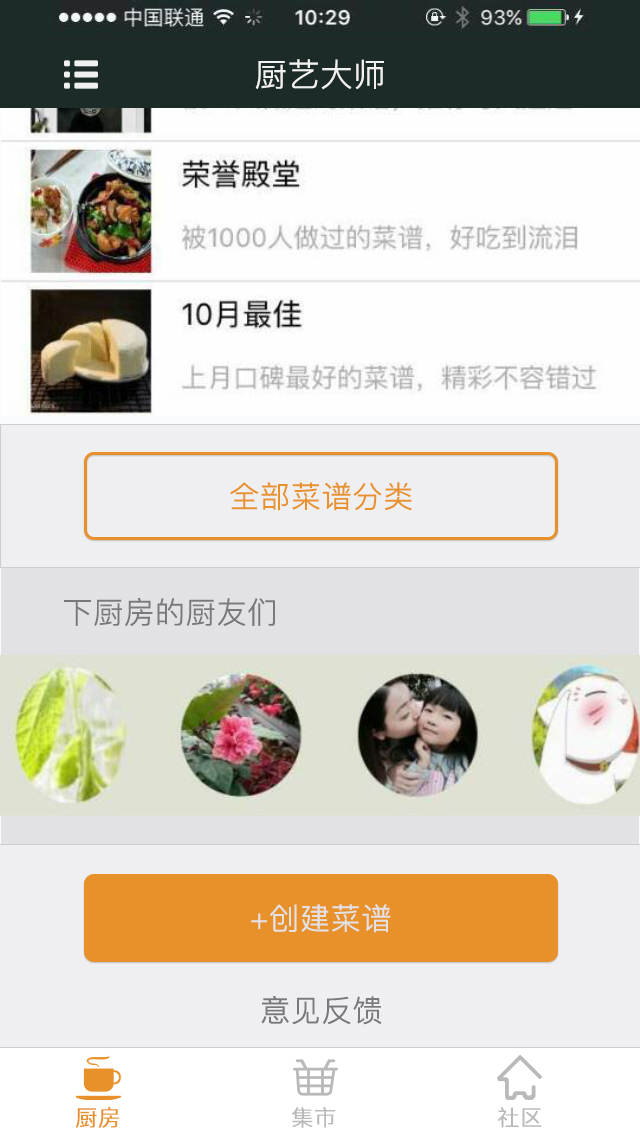 中国联通 10:29 93%
厨艺大师
荣誉殿堂
被1000人做过的菜谱，好吃到流泪
10月最佳
上月口碑最好的菜谱，精彩不容错过
全部菜谱分类
下厨房的厨友们
+创建菜谱
意见反馈
厨房 集市 社区